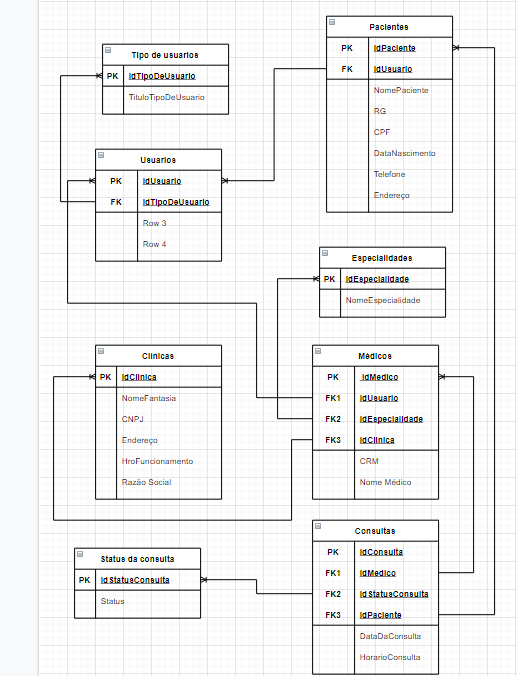 Pacientes
PK IdPaciente
FK IdUsuario
NomePaciente
RG
CPF
DataNascimento
Telefone
Endereço
Tipo de usuarios
PK IdTipoDeUsuario
TituloTipoDeUsuario
Usuarios
PK IdUsuario
FK IdTipoDeUsuario
Row 3
Row 4
Especialidades
PK IdEspecialidade
NomeEspecialidade
Clinicas
PK IdClinica
NomeFantasia
CNPJ
Endereço
HroFuncionamento
Razão Social
Médicos
PK IdMedico
FK1 IdUsuario
FK2 IdEspecialidade
FK3 IdClinica
CRM
Nome Médico
Status da consulta
PK IdStatusConsulta
Status
Consultas
PK IdConsulta
FK1 IdMedico
FK2 IdStatusConsulta
FK3 IdPaciente
DataDaConsulta
HorarioConsulta